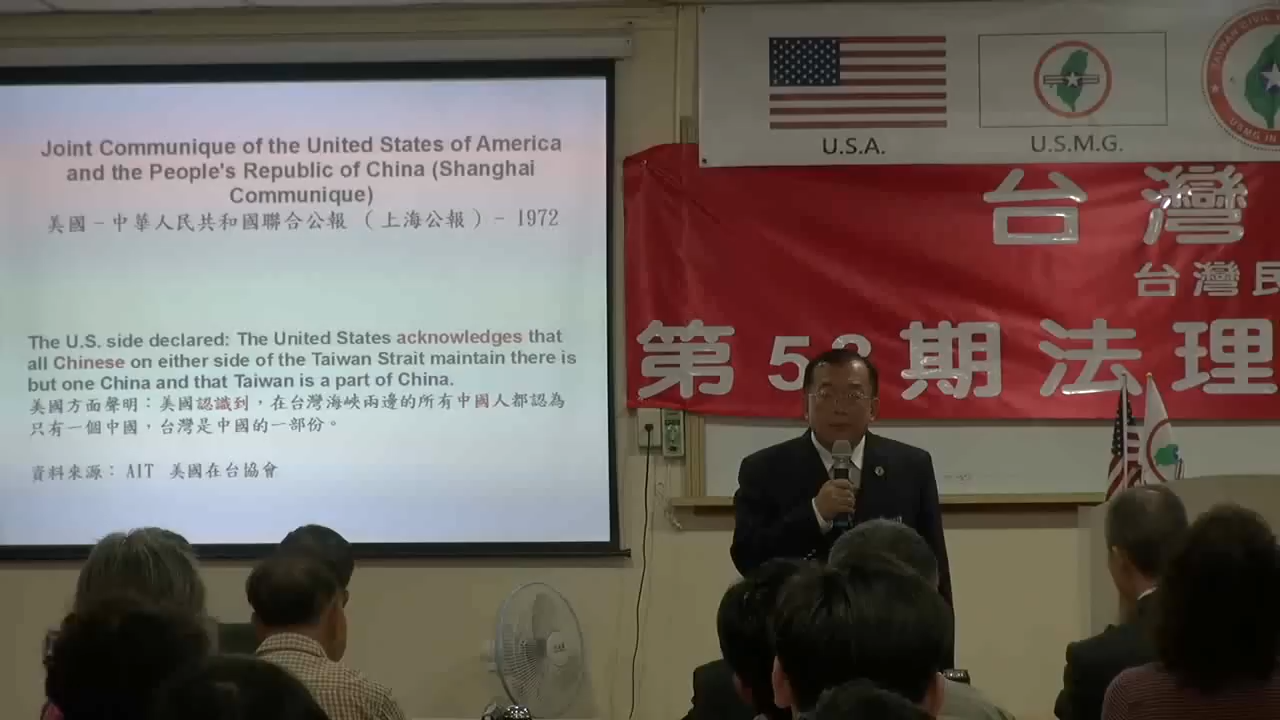 Joint Communique of the United States of America
and the People's Republic of China (Shanghai
Communique)
美國－中華人民共和國聯合公報 （上海公報）－ 1972
The U.S. side declared: The United States acknowledges that
all Chinese on either side of the Taiwan Strait maintain there is
but one China and that Taiwan is a part of China.
美國方面聲明：美國認識到，在台灣海峽兩邊的所有中國人都認為
只有一個中國，台灣是中國的一部份。
資料來源： AIT 美國在台協會
U.S.A.
U.S.M.G.
TAIWAN CIVIL
USMG IN
台灣
台灣民
第 5 期法理